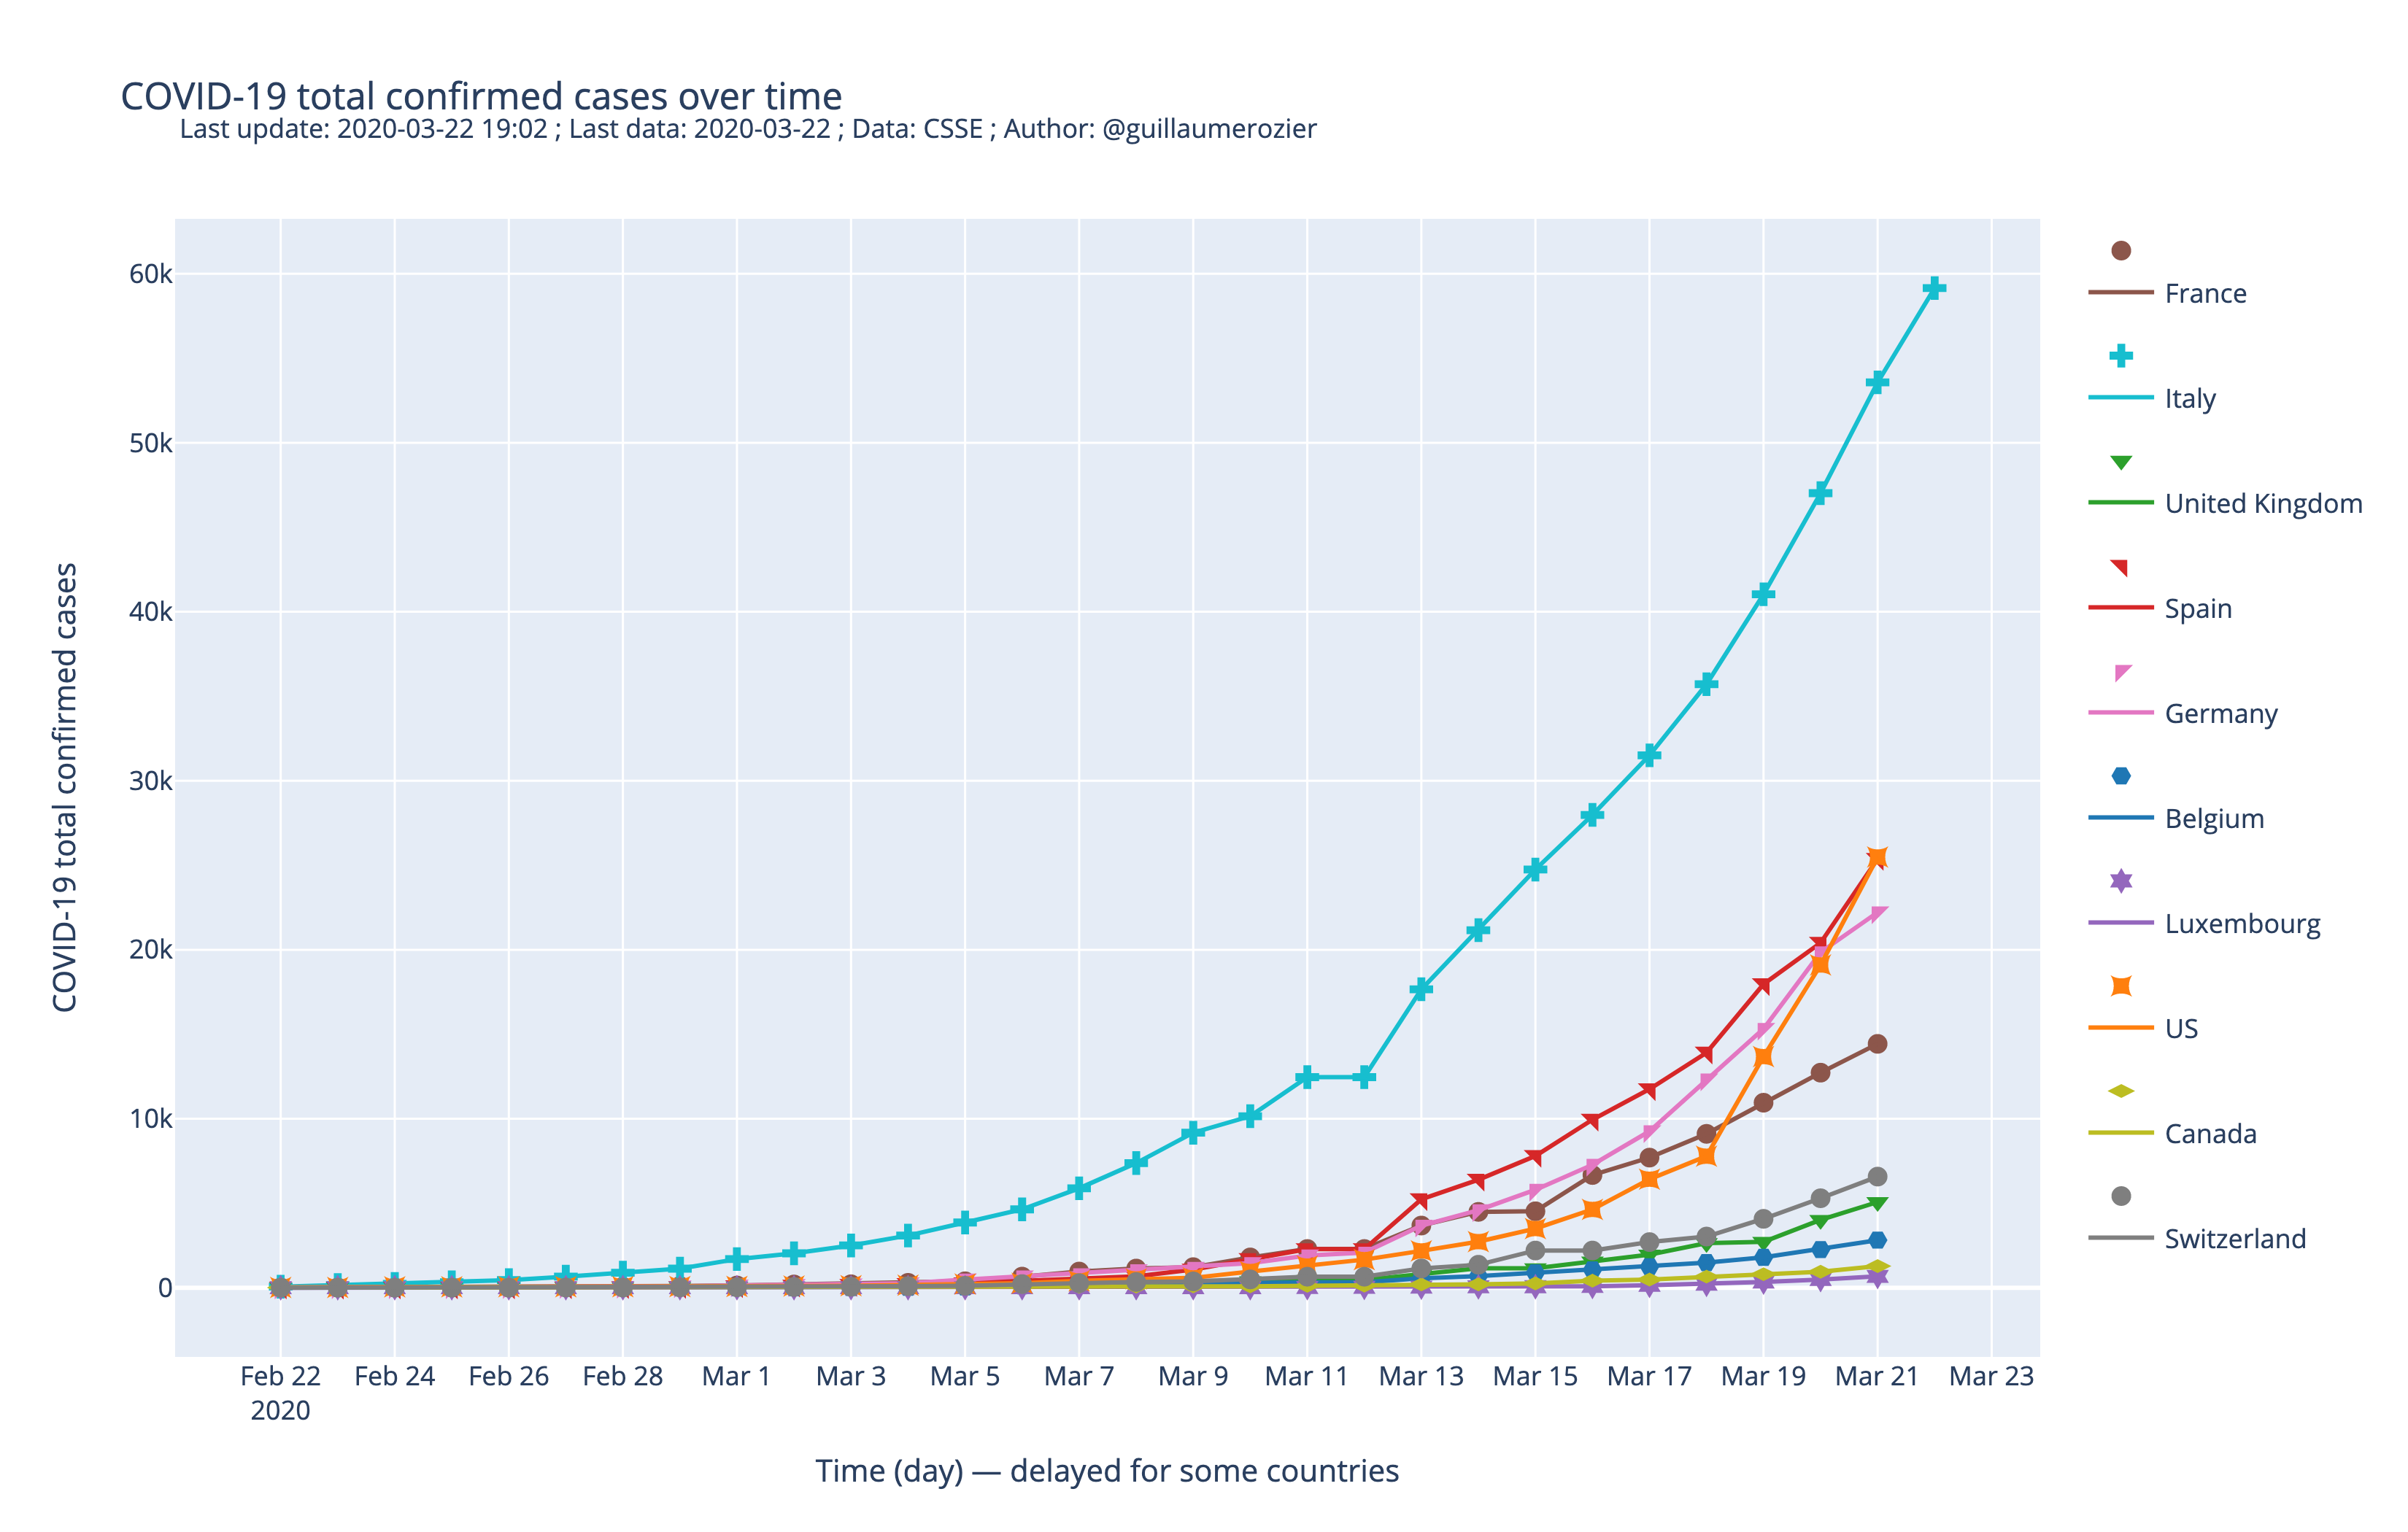 COVID-19 total confirmed cases over time
Last update: 2020-03-22 19:02 ; Last data: 2020-03-22 ; Data: CSSE ; Author: @guillaumerozier
COVID-19 total confirmed cases
60k
50k
40k
30k
20k
10k
0
Feb 22 Feb 24 Feb 26 Feb 28 Mar 1 Mar 3 Mar 5 Mar 7 Mar 9 Mar 11 Mar 13 Mar 15 Mar 17 Mar 19 Mar 21 Mar 23
2020
Time (day) — delayed for some countries
France
Italy
United Kingdom
Spain
Germany
Belgium
Luxembourg
US
Canada
Switzerland